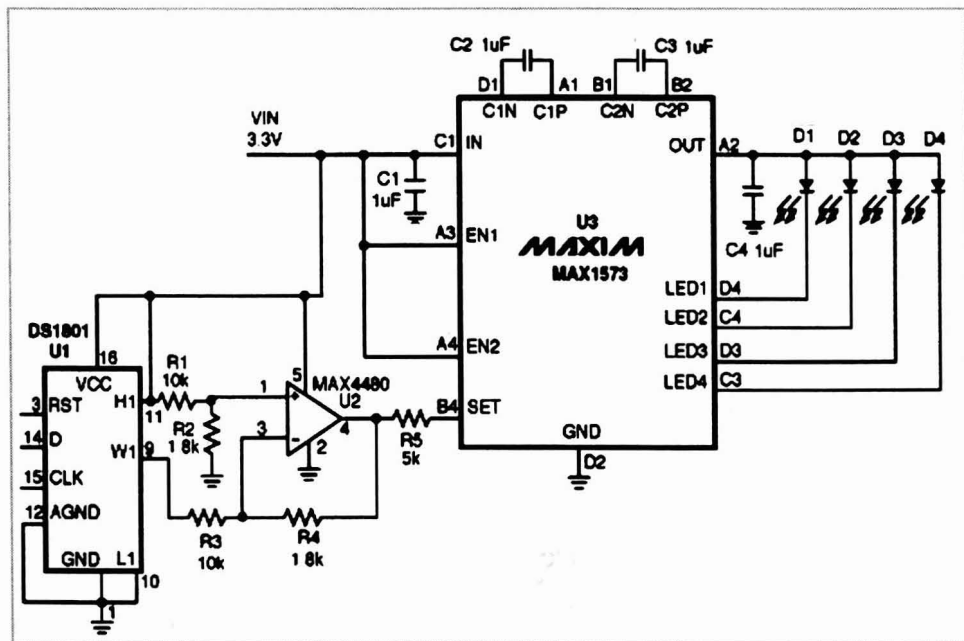 C2 1uF
C3 1uF
D1
A1
B1
B2
C1N
C1P
C2N
C2P
VIN
3.3V
C1
IN
OUT
A2
D1
D2
D3
D4
C1
1uF
A3
EN1
U3
MAXIM
MAX1573
C4 1uF
LED1
D4
DS1801
U1
LED2
C4
16
A4
EN2
LED3
D3
VCC
R1
10k
5
MAX4480
U2
LED4
C3
3
RST
H1
11
1
B4
SET
14
D
R2
1 8k
3
4
R5
5k
GND
W1
9
2
D2
15
CLK
12
AGND
R3
10k
R4
1 8k
GND
L1
10
1